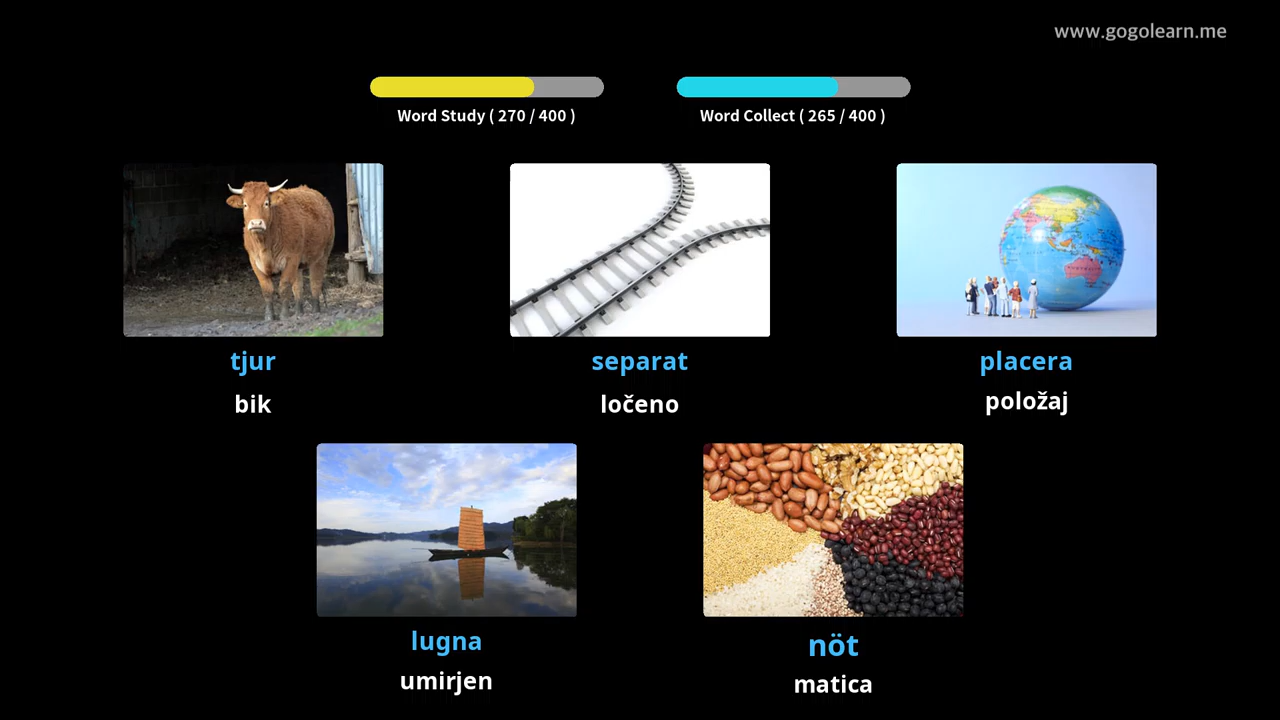 www.gogolearn.me
Word Study ( 270 / 400 )
Word Collect ( 265 / 400 )
tjur
separat
placera
bik
ločeno
položaj
lugna
nöt
umirjen
matica